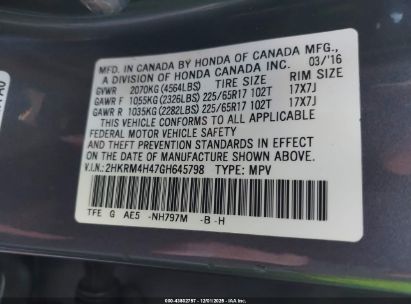 MFD. IN CANADA BY HONDA OF CANADA MFG.,
A DIVISION OF HONDA CANADA INC. 03/'16
GVWR 2070KG(4564LBS) TIRE SIZE RIM SIZE
GAWR F 1055KG(2326LBS) 225/65R17 102T 17X7J
GAWR R 1035KG(2282LBS) 225/65R17 102T 17X7J
THIS VEHICLE CONFORMS TO ALL APPLICABLE
FEDERAL MOTOR VEHICLE SAFETY, BUMPER,
AND THEFT PREVENTION STANDARDS IN EFFECT
ON THE DATE OF MANUFACTURE SHOWN ABOVE.
V.I.N.:2HKRM4H47GH645798 TYPE: MPV
TFE G AE5 -NH797M -B -H